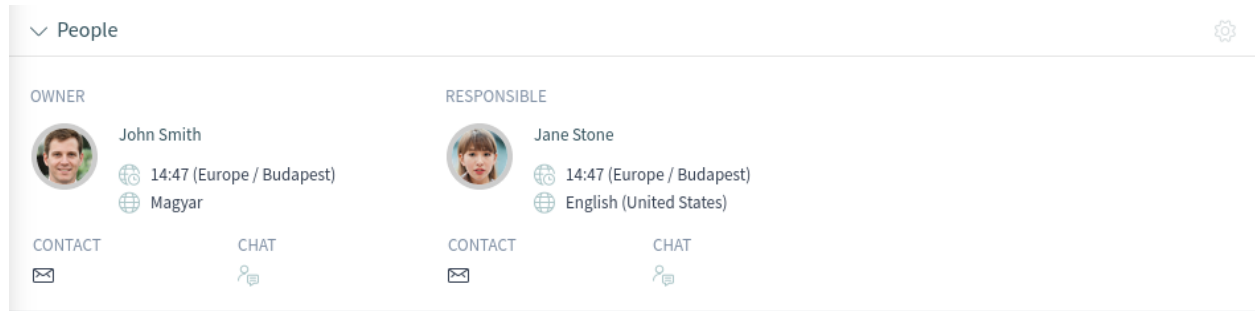 People
OWNER
John Smith
14:47 (Europe / Budapest)
Magyar
CONTACT CHAT
RESPONSIBLE
Jane Stone
14:47 (Europe / Budapest)
English (United States)
CONTACT CHAT